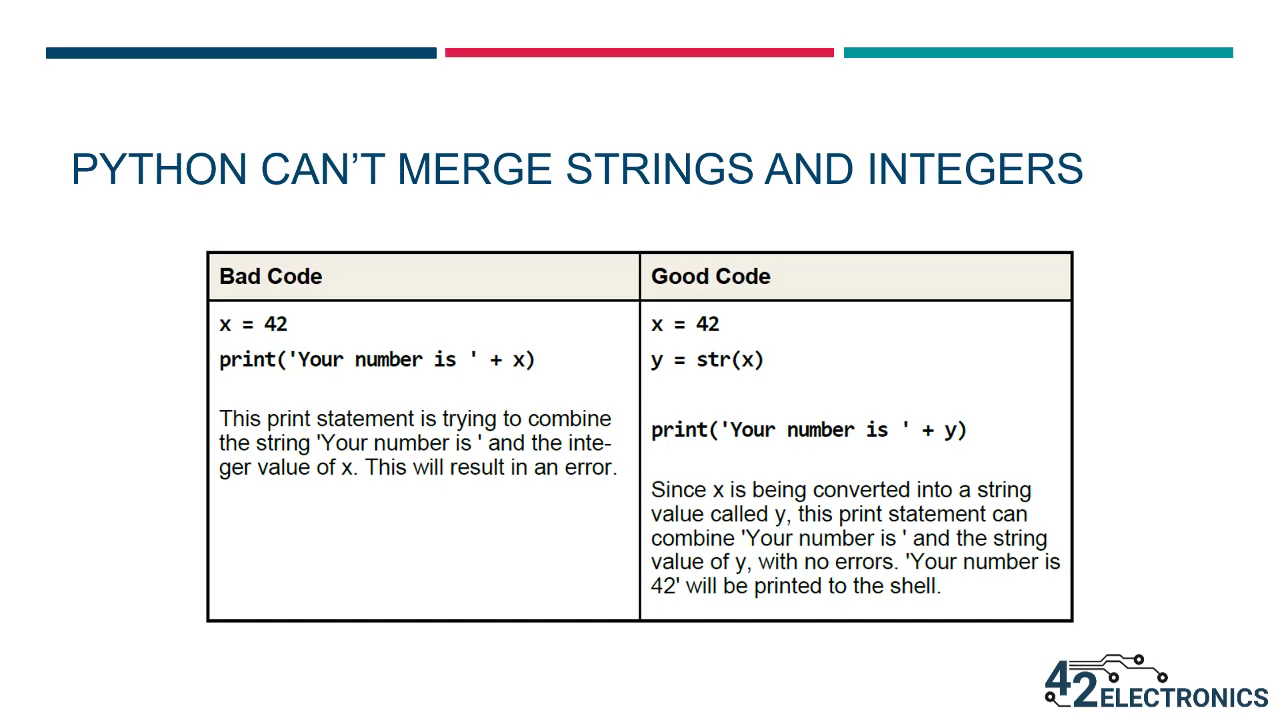 PYTHON CAN’T MERGE STRINGS AND INTEGERS
Bad Code
x = 42
print('Your number is ' + x)
This print statement is trying to combine
the string 'Your number is ' and the inte-
ger value of x. This will result in an error.
Good Code
x = 42
y = str(x)
print('Your number is ' + y)
Since x is being converted into a string
value called y, this print statement can
combine 'Your number is ' and the string
value of y, with no errors. 'Your number is
42' will be printed to the shell.
42 ELECTRONICS